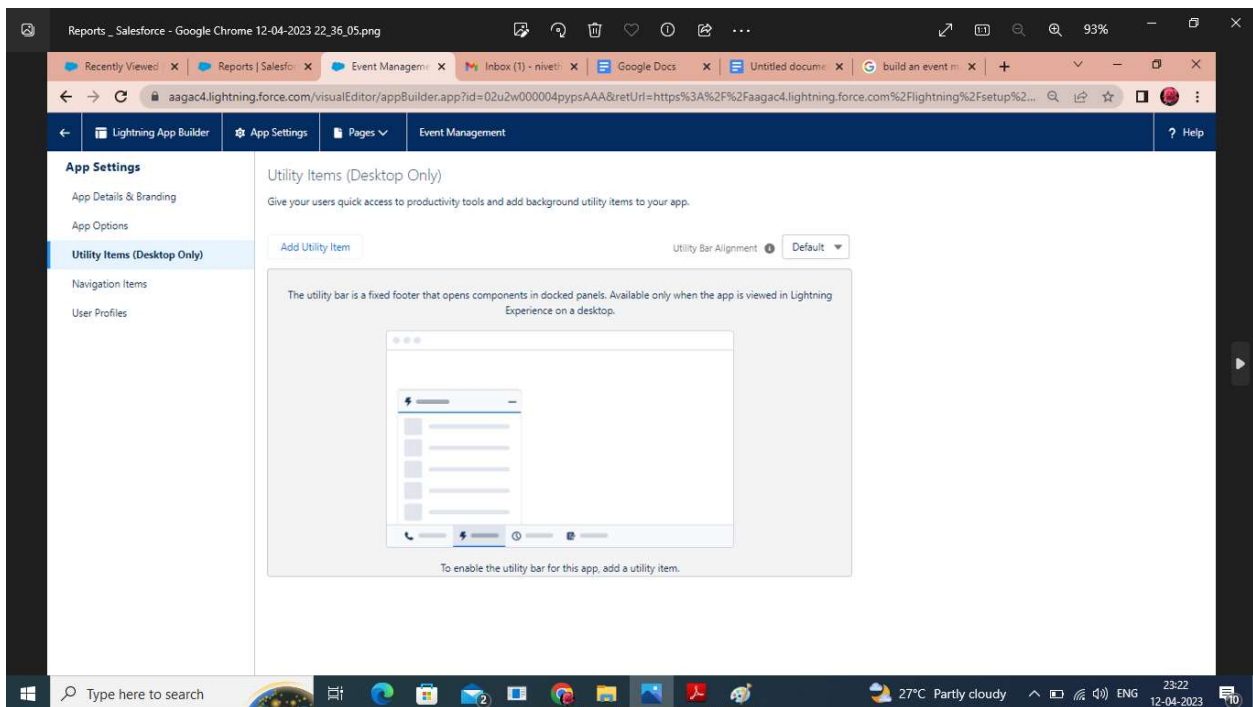 Reports _ Salesforce - Google Chrome 12-04-2023 22_36_05.png
93%
Recently Viewed
Reports | Salesfo
Event Manageme
Inbox (1) - niveth
Google Docs
Untitled docume
build an event m
aagac4.lightning.force.com/visualEditor/appBuilder.app?id=02u2w000004pypsAAA&retUrl=https%3A%2F%2Faagac4.lightning.force.com%2Flightning%2Fsetup%2...
Lightning App Builder
App Settings
Pages
Event Management
? Help
App Settings
App Details & Branding
App Options
Utility Items (Desktop Only)
Navigation Items
User Profiles
Utility Items (Desktop Only)
Give your users quick access to productivity tools and add background utility items to your app.
Add Utility Item
Utility Bar Alignment
Default
The utility bar is a fixed footer that opens components in docked panels. Available only when the app is viewed in Lightning
Experience on a desktop.
To enable the utility bar for this app, add a utility item.
Type here to search
27°C Partly cloudy
ENG
23:22
12-04-2023